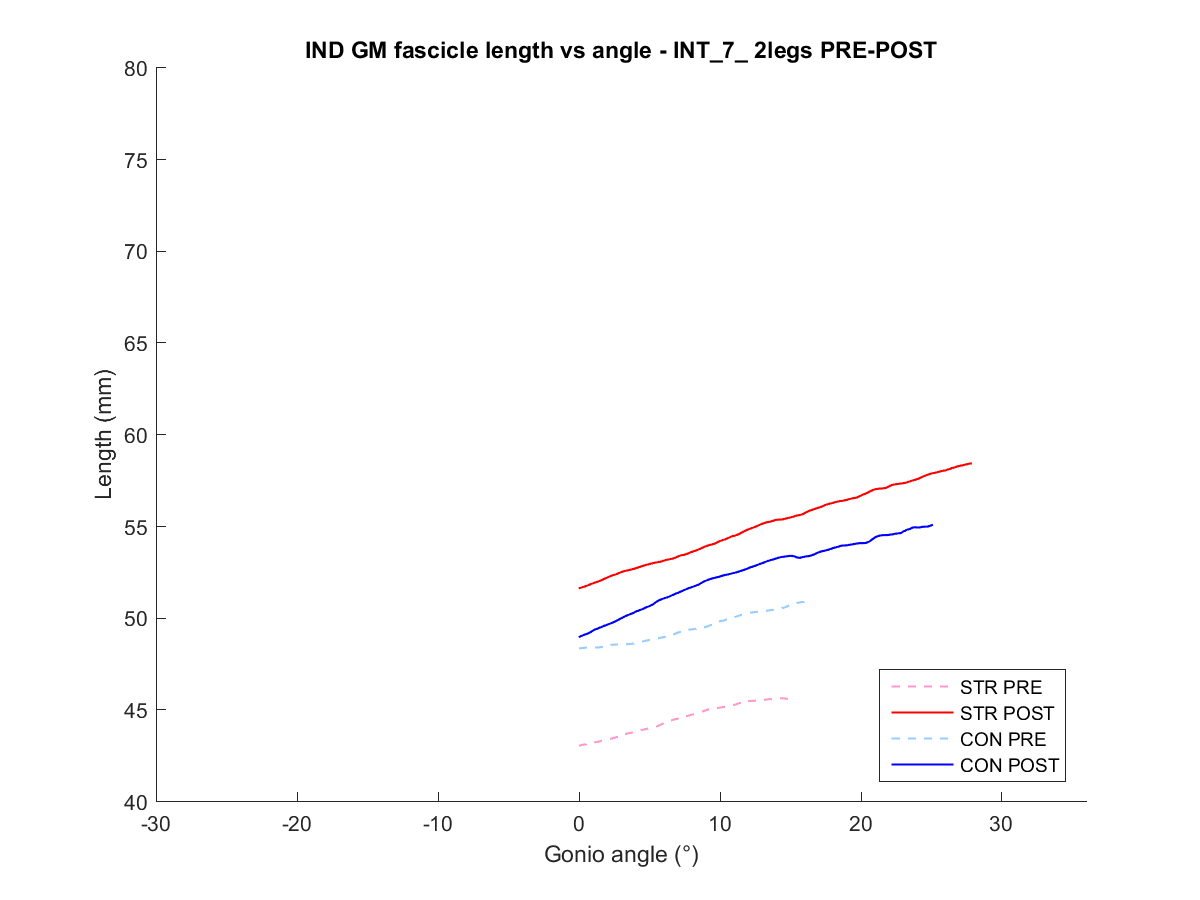 IND GM fascicle length vs angle - INT_7_ 2legs PRE-POST
80
75
70
65
60
55
50
45
40
Length (mm)
-30
-20
-10
0
10
20
30
Gonio angle (°)
STR PRE
STR POST
CON PRE
CON POST